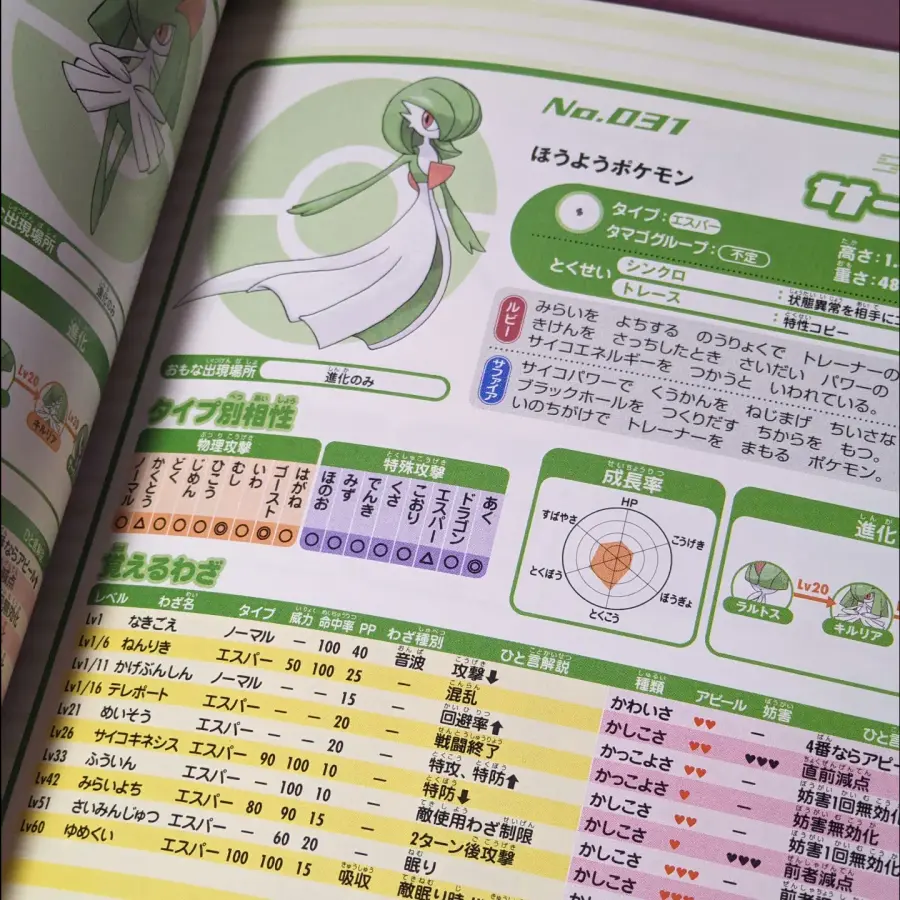 出現場所
進化のみ
進化
Lv20
キルリア
No.031
ほうようポケモン
サー
タイプ：エスパー
タマゴグループ：不定
高さ：1.
重さ：48
とくせい
シンクロ
：状態異常を相手にコ
トレース
：特性コピー
ルビー
みらいを よちする のうりょくで トレーナーの
きけんを さっちしたとき さいだい パワーの
サイコエネルギーを つかうと いわれている。
サファイア
サイコパワーで くうかんを ねじまげ ちいさな
ブラックホールを つくりだす ちからを もつ。
いのちがけで トレーナーを まもる ポケモン。
おもな出現場所
進化のみ
タイプ別相性
物理攻撃
ノーマル かくとう どく じめん ひこう むし いわ ゴースト はがね
○ △ ○ ○ ○ ◎ ○ ◎ ○
特殊攻撃
ほのお みず でんき くさ こおり エスパー ドラゴン あく
○ ○ ○ ○ ○ △ ○ ◎
成長率
HP
こうげき
ぼうぎょ
とくこう
とくぼう
すばやさ
進化
ラルトス
Lv20
キルリア
覚えるわざ
レベル わざ名 タイプ 威力 命中率 PP わざ種別 ひと言解説 種類 アピール 妨害 ひと言
Lv1 なきごえ ノーマル − 100 40 音波 攻撃↓ かわいさ ♥♥ − 4番ならアピー
Lv1/6 ねんりき エスパー 50 100 25 − 混乱 かしこさ ♥♥ ♥♥♥ 直前減点
Lv1/11 かげぶんしん ノーマル − − 15 − 回避率↑ かっこよさ ♥♥ − 妨害1回無効化
Lv1/16 テレポート エスパー − − 20 − 戦闘終了 かしこさ ♥ − 妨害無効化
Lv21 めいそう エスパー − − 20 − 特攻、特防↑ かしこさ ♥♥ − 妨害1回無効化
Lv26 サイコキネシス エスパー 90 100 10 − 特防↓ かしこさ ♥ ♥♥♥ 前者減点
Lv33 ふういん エスパー − 100 10 − 敵使用わざ制限 かしこさ
Lv42 みらいよち エスパー 80 90 15 − 2ターン後攻撃 かしこさ
Lv51 さいみんじゅつ エスパー − 60 20 − 眠り
Lv60 ゆめくい エスパー 100 100 15 吸収 敵眠り時